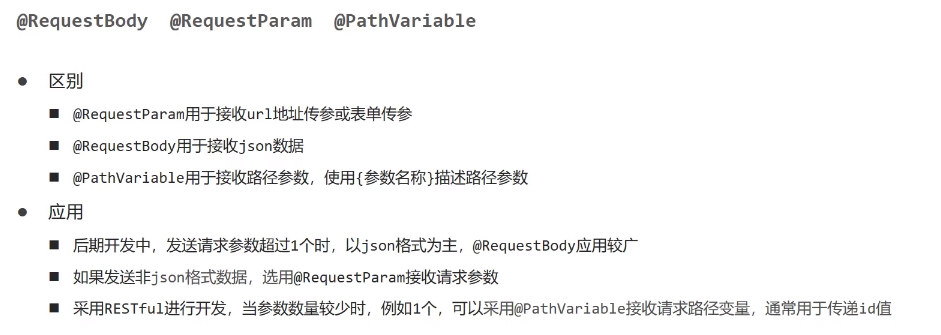 @RequestBody @RequestParam @PathVariable
● 区别
■ @RequestParam用于接收url地址传参或表单传参
■ @RequestBody用于接收json数据
■ @PathVariable用于接收路径参数，使用{参数名称}描述路径参数
● 应用
■ 后期开发中，发送请求参数超过1个时，以json格式为主，@RequestBody应用较广
■ 如果发送非json格式数据，选用@RequestParam接收请求参数
■ 采用RESTful进行开发，当参数数量较少时，例如1个，可以采用@PathVariable接收请求路径变量，通常用于传递id值